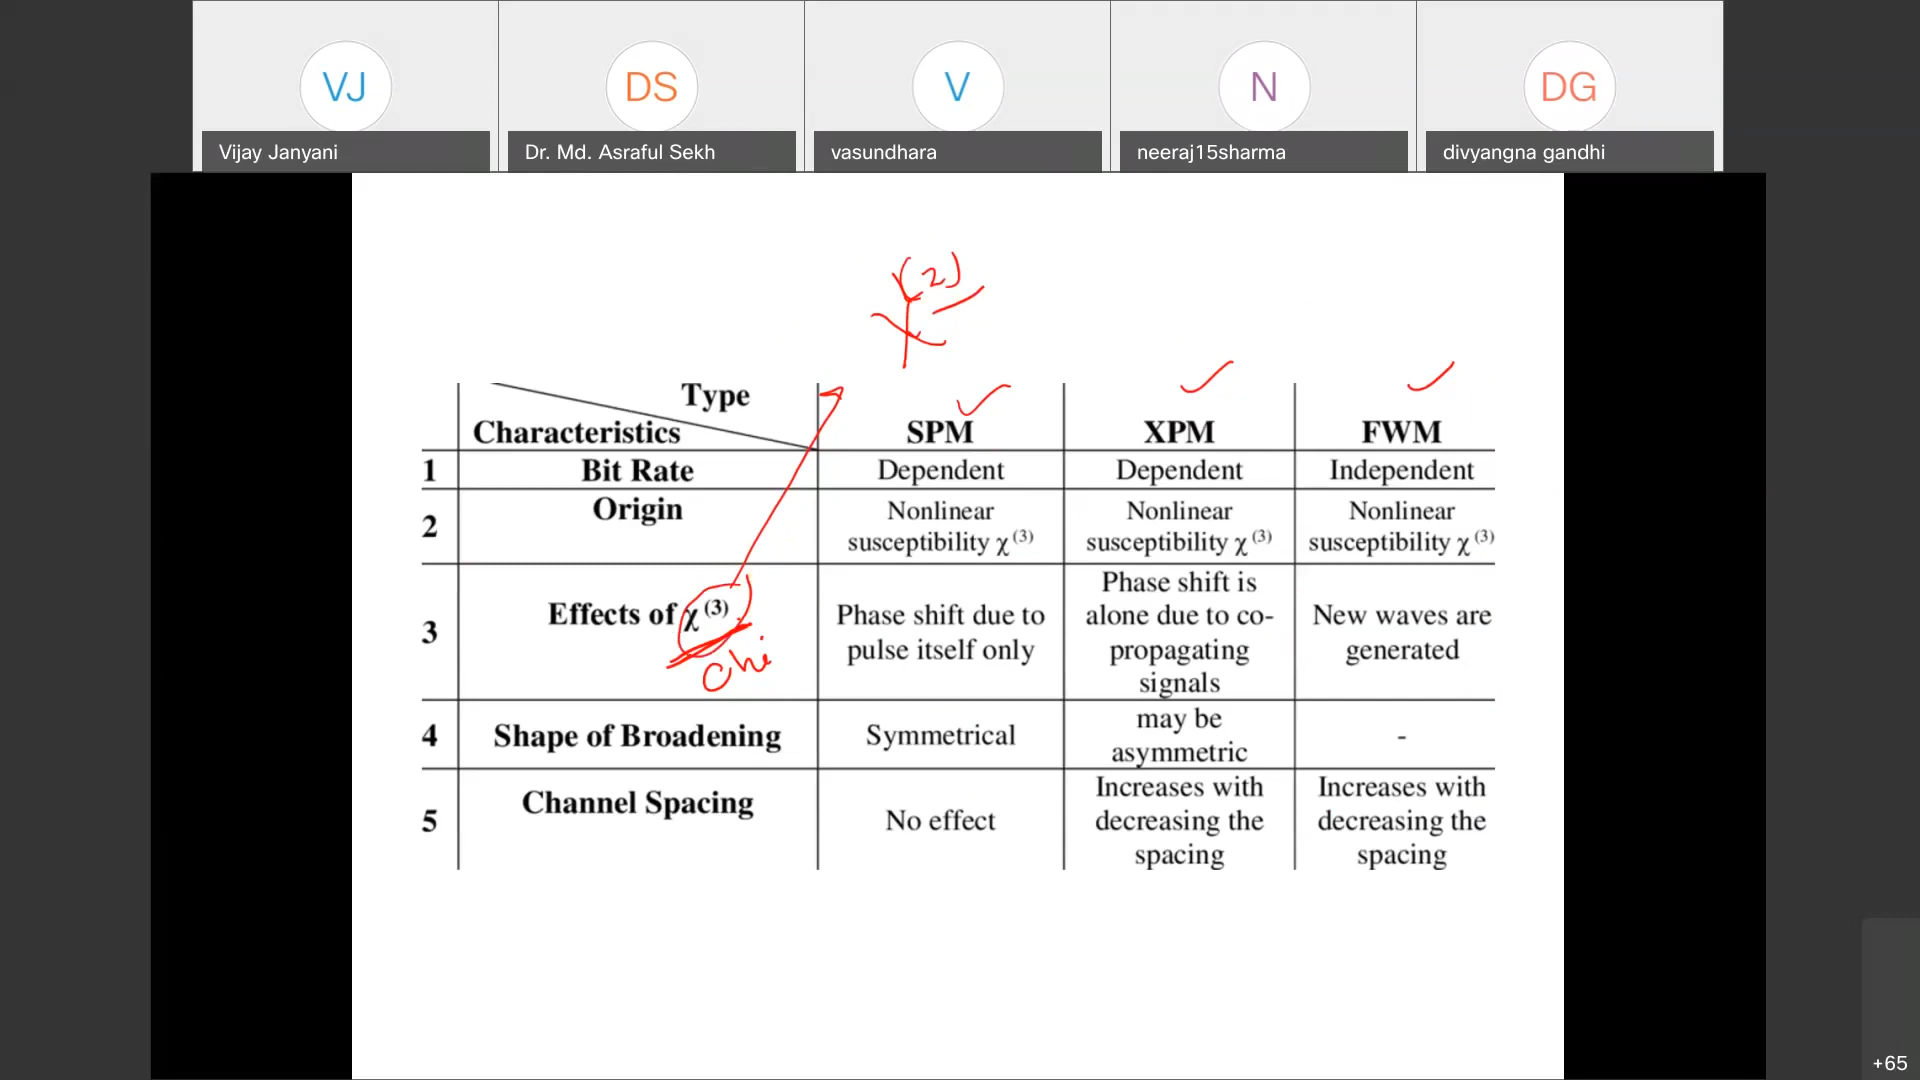 VJ
Vijay Janyani
DS
Dr. Md. Asraful Sekh
V
vasundhara
N
neeraj15sharma
DG
divyangna gandhi
χ(2)
Type
Characteristics
SPM
XPM
FWM
1
Bit Rate
Dependent
Dependent
Independent
2
Origin
Nonlinear
susceptibility χ (3)
Nonlinear
susceptibility χ (3)
Nonlinear
susceptibility χ (3)
3
Effects of χ (3)
Chi
Phase shift due to
pulse itself only
Phase shift is
alone due to co-
propagating
signals
New waves are
generated
4
Shape of Broadening
Symmetrical
may be
asymmetric
-
5
Channel Spacing
No effect
Increases with
decreasing the
spacing
Increases with
decreasing the
spacing
+65